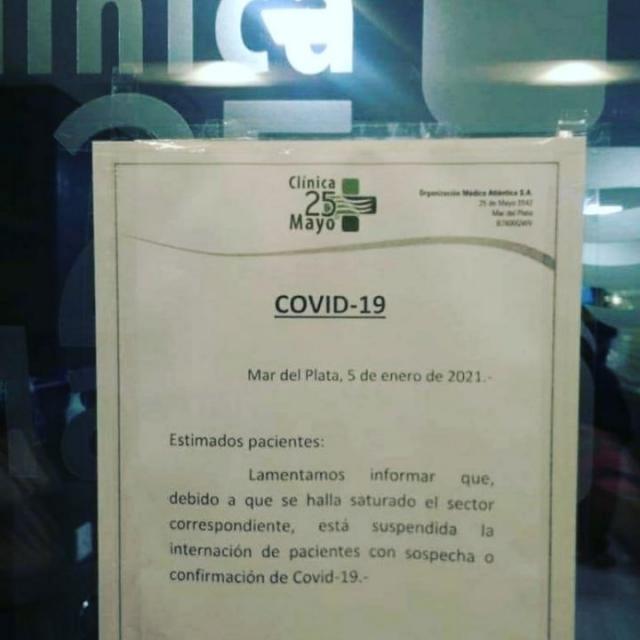 Clínica
Clínica
25 D
Mayo
Organización Médica Atlántica S.A.
25 de Mayo 3542
Mar del Plata
COVID-19
Mar del Plata, 5 de enero de 2021.-
Estimados pacientes:
Lamentamos informar que,
debido a que se halla saturado el sector
correspondiente, está suspendida la
internación de pacientes con sospecha o
confirmación de Covid-19.-